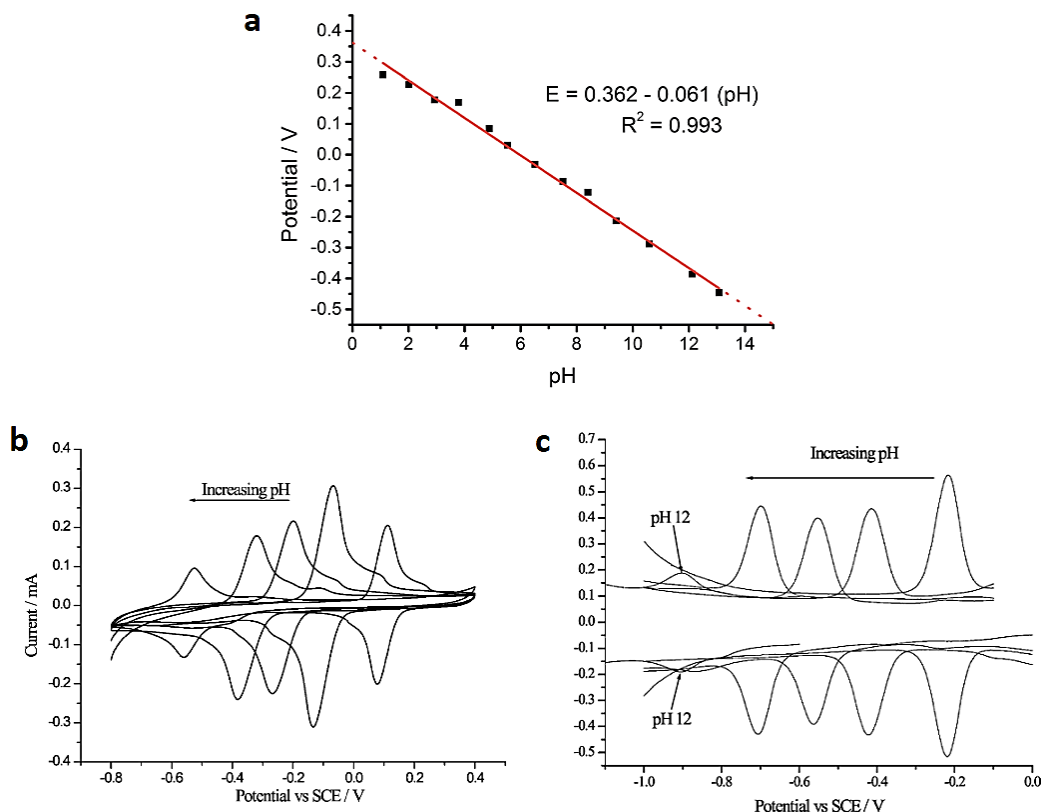 a
0.4
0.3
0.2
0.1
0.0
-0.1
-0.2
-0.3
-0.4
-0.5
Potential / V
E = 0.362 - 0.061 (pH)
R² = 0.993
0 2 4 6 8 10 12 14
pH
b
0.4
0.3
0.2
0.1
0.0
-0.1
-0.2
-0.3
-0.4
Current / mA
Increasing pH
-0.8 -0.6 -0.4 -0.2 0.0 0.2 0.4
Potential vs SCE / V
c
0.7
0.6
0.5
0.4
0.3
0.2
0.1
0.0
-0.1
-0.2
-0.3
-0.4
-0.5
Increasing pH
pH 12
pH 12
-1.0 -0.8 -0.6 -0.4 -0.2 0.0
Potential vs SCE / V